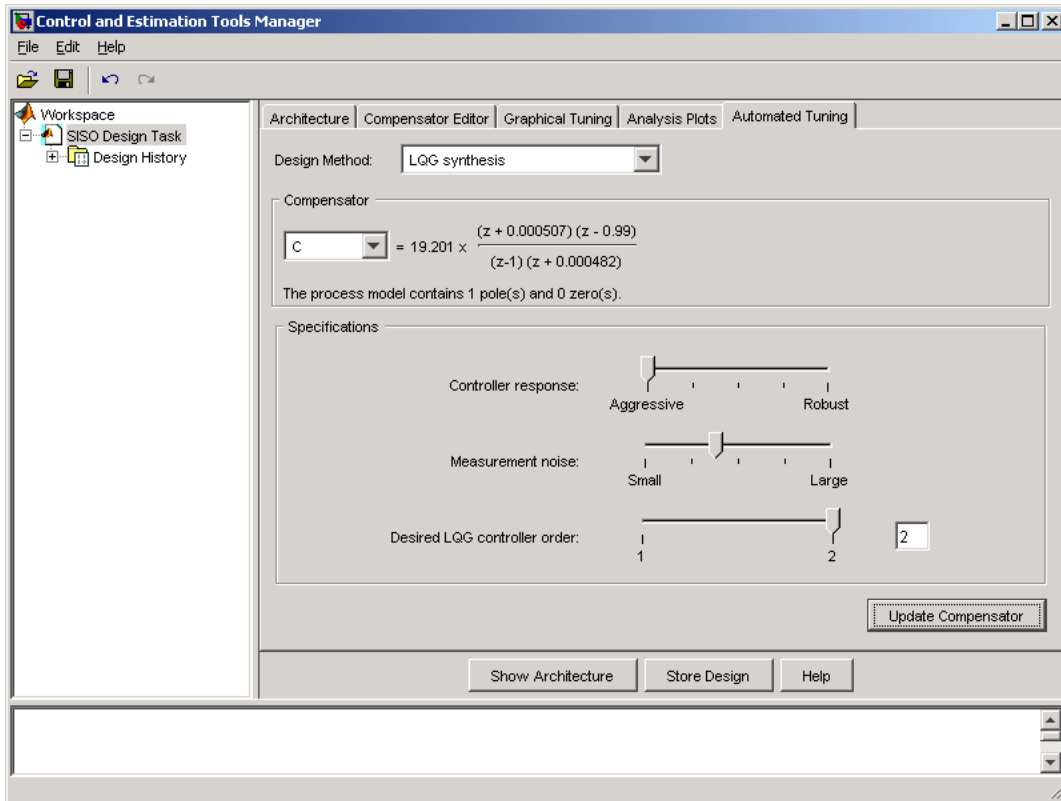 Control and Estimation Tools Manager
File Edit Help
Workspace
SISO Design Task
Design History
Architecture Compensator Editor Graphical Tuning Analysis Plots Automated Tuning
Design Method: LQG synthesis
Compensator
(z + 0.000507) (z - 0.99)
C = 19.201 x
(z-1) (z + 0.000482)
The process model contains 1 pole(s) and 0 zero(s).
Specifications
Controller response:
Aggressive Robust
Measurement noise:
Small Large
Desired LQG controller order: 2
1 2
Update Compensator
Show Architecture Store Design Help